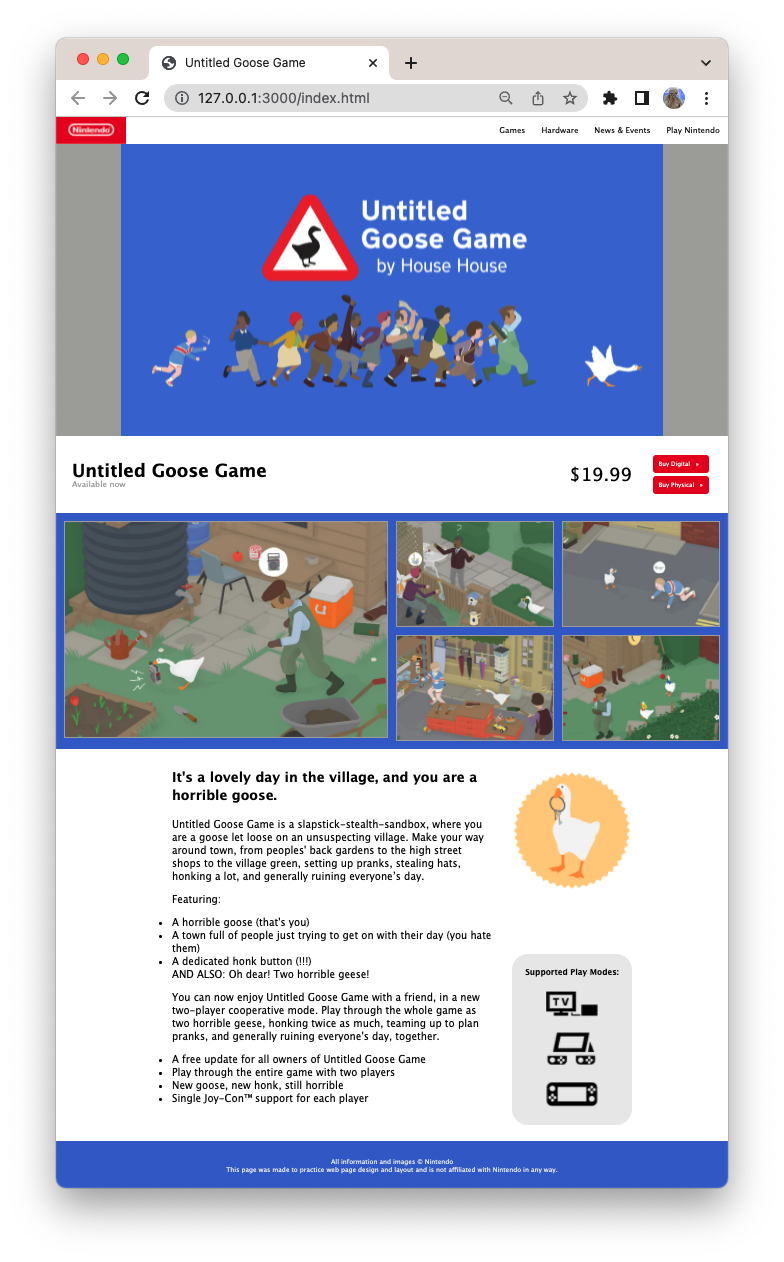 Untitled Goose Game
127.0.0.1:3000/index.html
Nintendo
Games Hardware News & Events Play Nintendo
Untitled
Goose Game
by House House
Untitled Goose Game
Available now
$19.99
Buy Digital »
Buy Physical »
It's a lovely day in the village, and you are a
horrible goose.
Untitled Goose Game is a slapstick-stealth-sandbox, where you
are a goose let loose on an unsuspecting village. Make your way
around town, from peoples' back gardens to the high street
shops to the village green, setting up pranks, stealing hats,
honking a lot, and generally ruining everyone’s day.
Featuring:
• A horrible goose (that's you)
• A town full of people just trying to get on with their day (you hate
them)
• A dedicated honk button (!!!)
AND ALSO: Oh dear! Two horrible geese!
You can now enjoy Untitled Goose Game with a friend, in a new
two-player cooperative mode. Play through the whole game as
two horrible geese, honking twice as much, teaming up to plan
pranks, and generally ruining everyone's day, together.
• A free update for all owners of Untitled Goose Game
• Play through the entire game with two players
• New goose, new honk, still horrible
• Single Joy-Con™ support for each player
Supported Play Modes:
TV
All information and images © Nintendo
This page was made to practice web page design and layout and is not affiliated with Nintendo in any way.